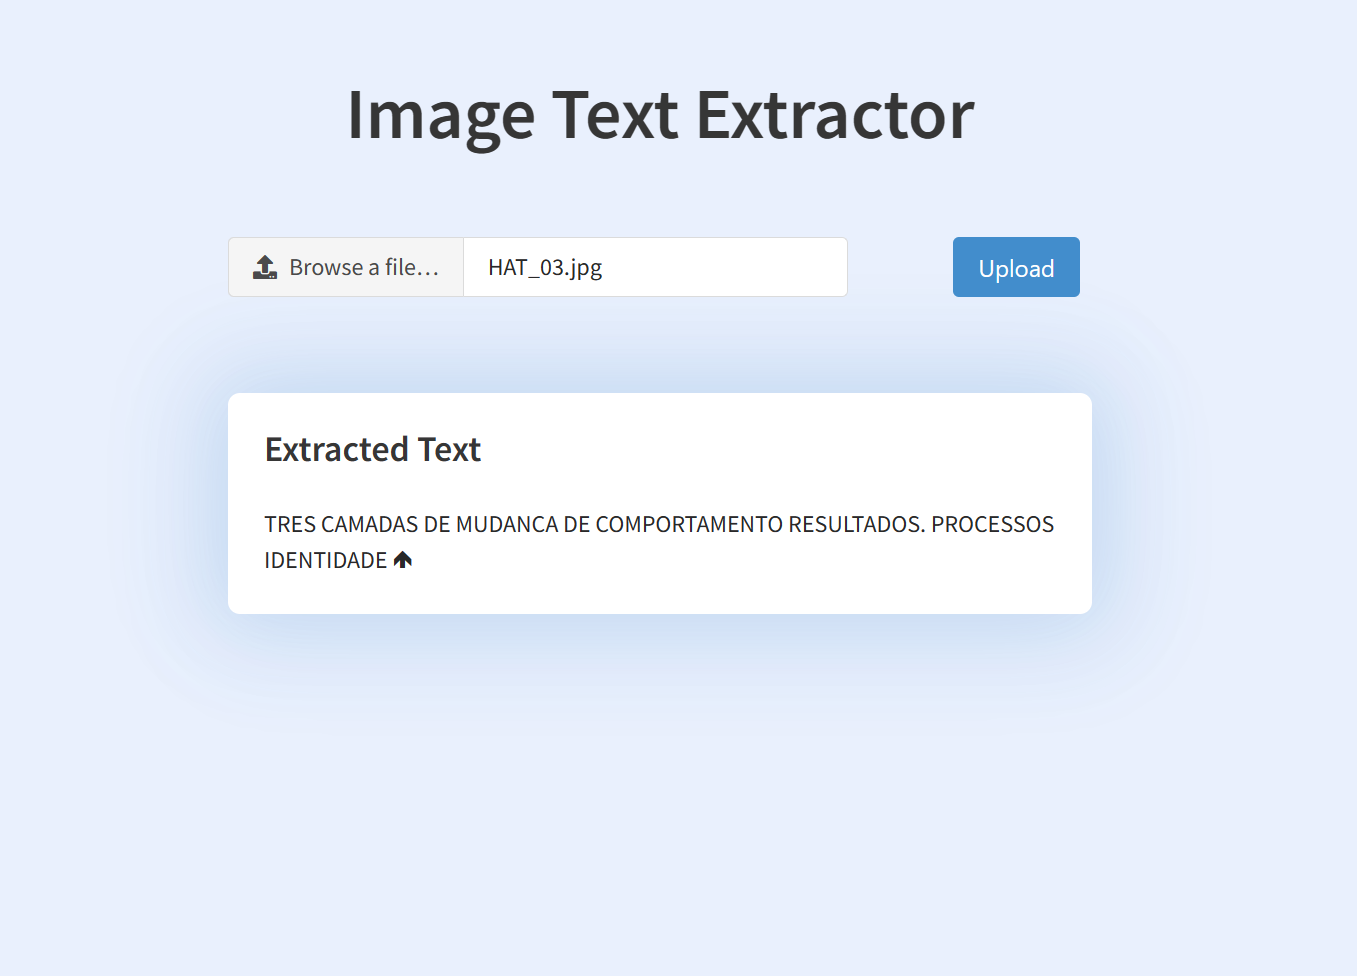 Image Text Extractor
Browse a file…
HAT_03.jpg
Upload
Extracted Text
TRES CAMADAS DE MUDANCA DE COMPORTAMENTO RESULTADOS. PROCESSOS
IDENTIDADE 🡹